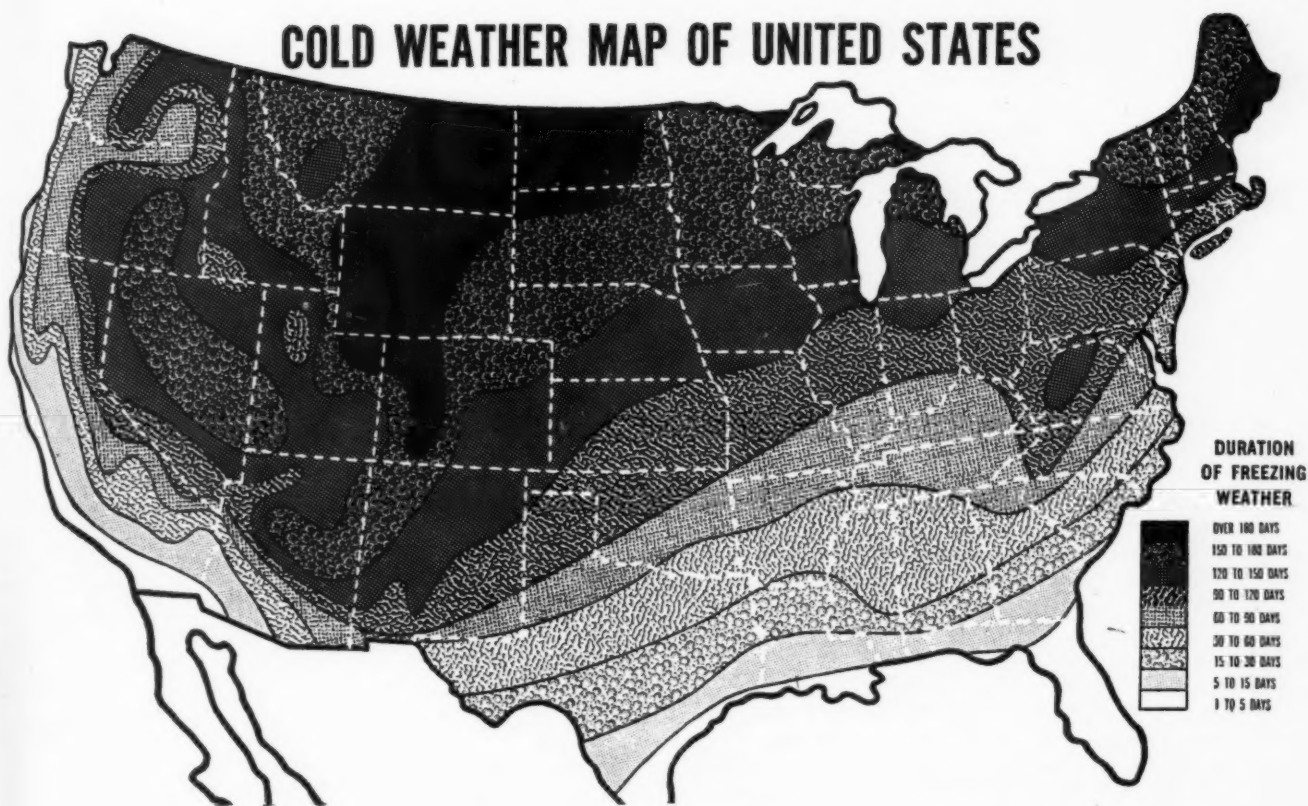 COLD WEATHER MAP OF UNITED STATES
DURATION
OF FREEZING
WEATHER
OVER 180 DAYS
150 TO 180 DAYS
120 TO 150 DAYS
90 TO 120 DAYS
60 TO 90 DAYS
30 TO 60 DAYS
15 TO 30 DAYS
5 TO 15 DAYS
1 TO 5 DAYS